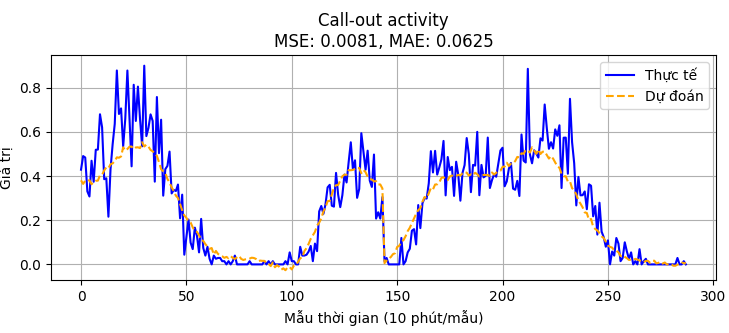 Call-out activity
MSE: 0.0081, MAE: 0.0625
Thực tế
Dự đoán
Giá trị
0.8
0.6
0.4
0.2
0.0
0 50 100 150 200 250 300
Mẫu thời gian (10 phút/mẫu)